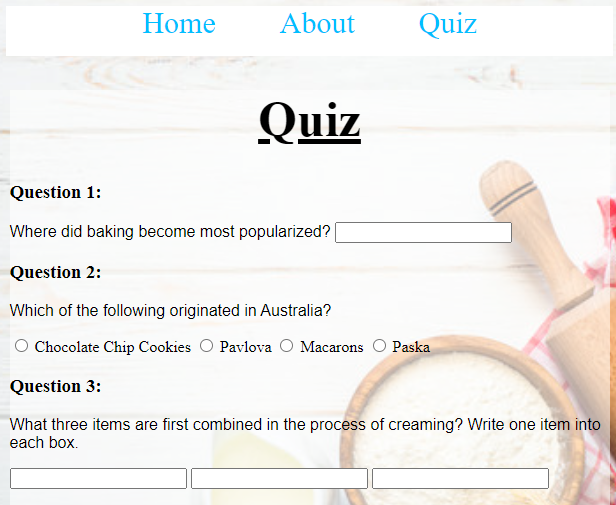 Home About Quiz
Quiz
Question 1:
Where did baking become most popularized?
Question 2:
Which of the following originated in Australia?
Chocolate Chip Cookies Pavlova Macarons Paska
Question 3:
What three items are first combined in the process of creaming? Write one item into
each box.